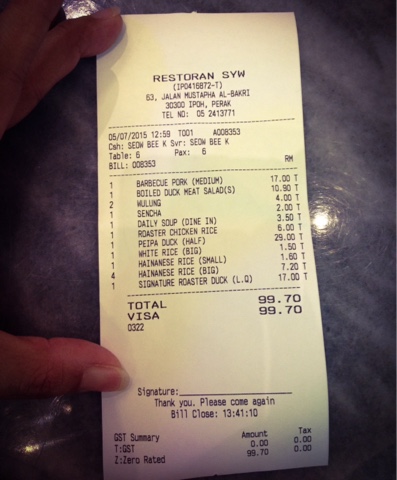 RESTORAN SYW
(IP0416872-T)
63, JALAN MUSTAPHA AL-BAKRI
30300 IPOH, PERAK
TEL NO: 05 2413771
05/07/2015 12:59 T001 A008353
Csh: SEOW BEE K Svr: SEOW BEE K
Table: 6 Pax: 6
BILL: 008353 RM
1 BARBECUE PORK (MEDIUM) 17.00 T
1 BOILED DUCK MEAT SALAD(S) 10.90 T
2 WULUNG 4.00 T
1 SENCHA 2.00 T
1 DAILY SOUP (DINE IN) 3.50 T
1 ROASTER CHICKEN RICE 6.00 T
1 PEIPA DUCK (HALF) 29.00 T
1 WHITE RICE (BIG) 1.50 T
1 HAINANESE RICE (SMALL) 1.60 T
4 HAINANESE RICE (BIG) 7.20 T
1 SIGNATURE ROASTER DUCK (L.Q) 17.00 T
TOTAL 99.70
VISA 99.70
0322
Signature:
Thank you. Please come again
Bill Close: 13:41:10
GST Summary Amount Tax
T:GST 0.00 0.00
Z:Zero Rated 99.70 0.00